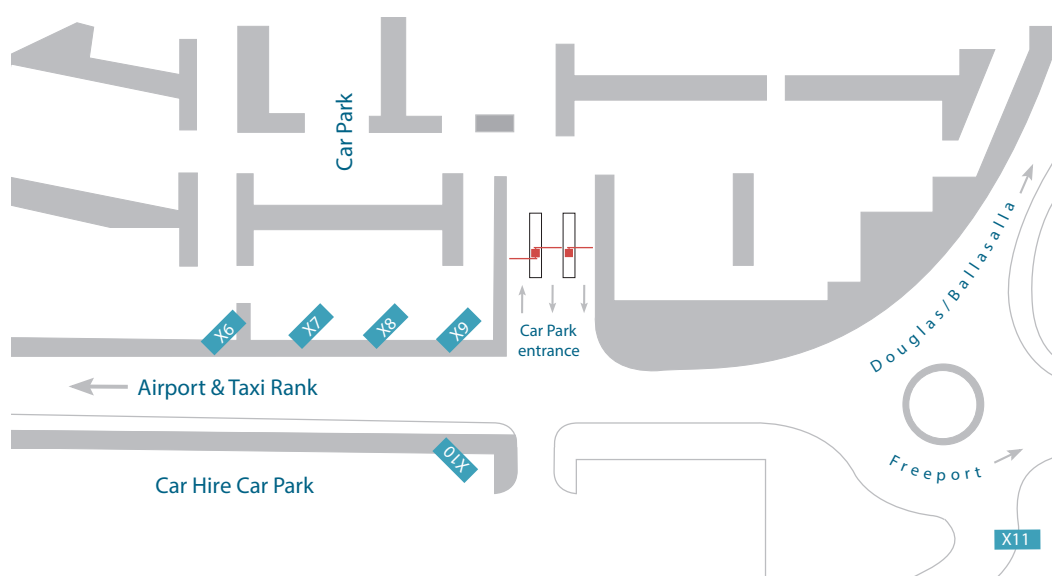 Car Park
Douglas/Ballasalla
X6
X7
X8
X9
Car Park
entrance
Airport & Taxi Rank
X10
Freeport
Car Hire Car Park
X11